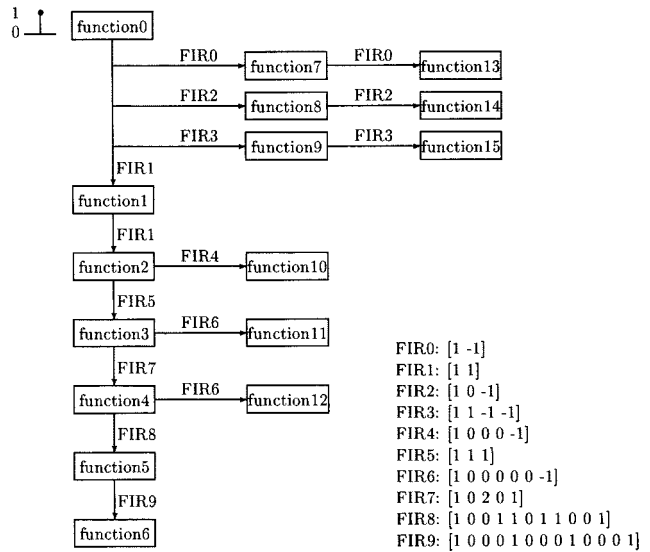 1
0
function0
FIR0
function7
FIR0
function13
FIR2
function8
FIR2
function14
FIR3
function9
FIR3
function15
FIR1
function1
FIR1
function2
FIR4
function10
FIR5
function3
FIR6
function11
FIR7
function4
FIR6
function12
FIR8
function5
FIR9
function6
FIR0: [1 -1]
FIR1: [1 1]
FIR2: [1 0 -1]
FIR3: [1 1 -1 -1]
FIR4: [1 0 0 0 -1]
FIR5: [1 1 1]
FIR6: [1 0 0 0 0 0 -1]
FIR7: [1 0 2 0 1]
FIR8: [1 0 0 1 1 0 1 1 0 0 1]
FIR9: [1 0 0 0 1 0 0 0 1 0 0 0 1]